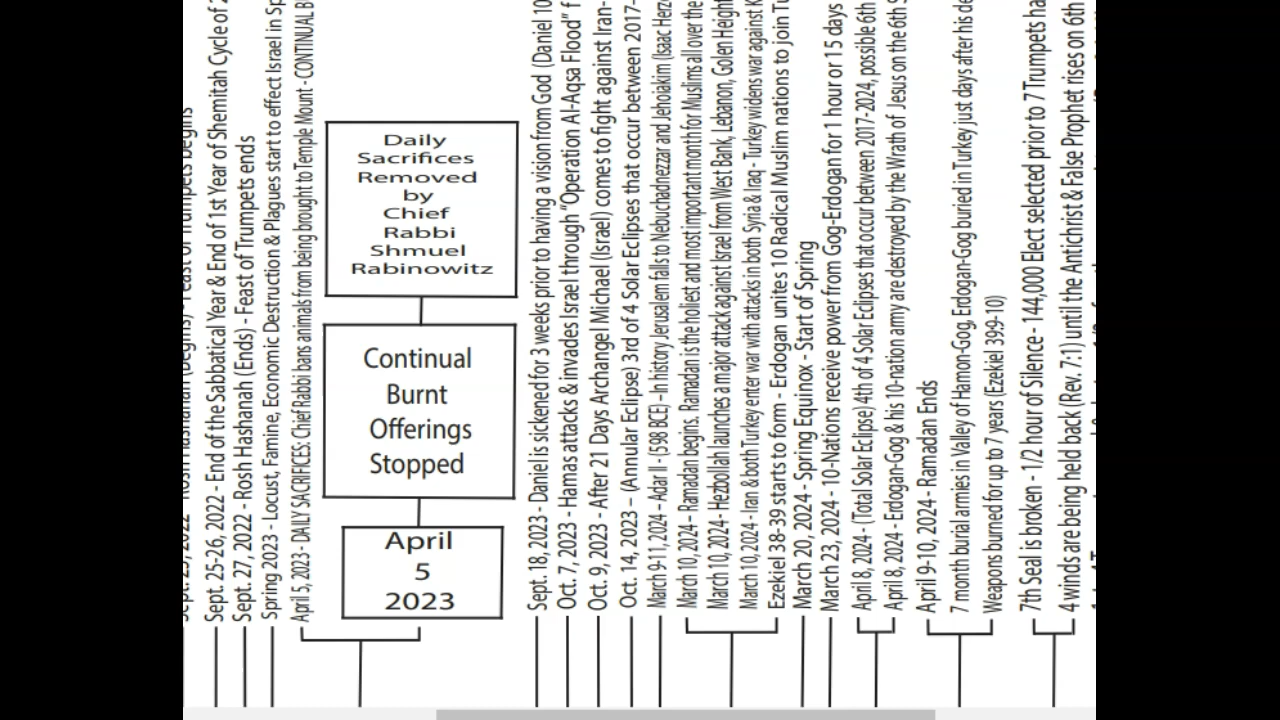 Sept. 25-26, 2022 - End of the Sabbatical Year & End of 1st Year of Shemitah Cycle of
Sept. 27, 2022 - Rosh Hashanah (Ends) - Feast of Trumpets ends
Spring 2023 - Locust, Famine, Economic Destruction & Plagues start to effect Israel in
April 5, 2023 - DAILY SACRIFICES: Chief Rabbi bans animals from being brought to Temple Mount - CONTINUAL
Daily
Sacrifices
Removed
by
Chief
Rabbi
Shmuel
Rabinowitz
Continual
Burnt
Offerings
Stopped
April
5
2023
Sept. 18, 2023 - Daniel is sickened for 3 weeks prior to having a vision from God (Daniel 10
Oct. 7, 2023 - Hamas attacks & invades Israel through "Operation Al-Aqsa Flood"
Oct. 9, 2023 - After 21 Days Archangel Michael (Israel) comes to fight against Iran-
Oct. 14, 2023 – (Annular Eclipse) 3rd of 4 Solar Eclipses that occur between 2017-
March 9-11, 2024 – Adar II - (598 BCE) – In history Jerusalem falls to Nebuchadnezzar and Jehoiakim (Isaac
March 10, 2024 – Ramadan begins. Ramadan is the holiest and most important month for Muslims all over the
March 10, 2024 - Hezbollah launches a major attack against Israel from West Bank, Lebanon, Golen
March 10, 2024 - Iran & both Turkey enter war with attacks in both Syria & Iraq - Turkey widens war against
Ezekiel 38-39 starts to form - Erdogan unites 10 Radical Muslim nations to join
March 20, 2024 - Spring Equinox - Start of Spring
March 23, 2024 - 10-Nations receive power from Gog-Erdogan for 1 hour or 15 days
April 8, 2024 - (Total Solar Eclipse) 4th of 4 Solar Eclipses that occur between 2017-2024, possible 6th
April 8, 2024 - Erdogan-Gog & his 10-nation army are destroyed by the Wrath of Jesus on the 6th
April 9-10, 2024 - Ramadan Ends
7 month burial armies in Valley of Hamon-Gog, Erdogan-Gog buried in Turkey just days after his
Weapons burned for up to 7 years (Ezekiel 39:9-10)
7th Seal is broken - 1/2 hour of Silence - 144,000 Elect selected prior to 7 Trumpets
4 winds are being held back (Rev. 7:1) until the Antichrist & False Prophet rises on 6th